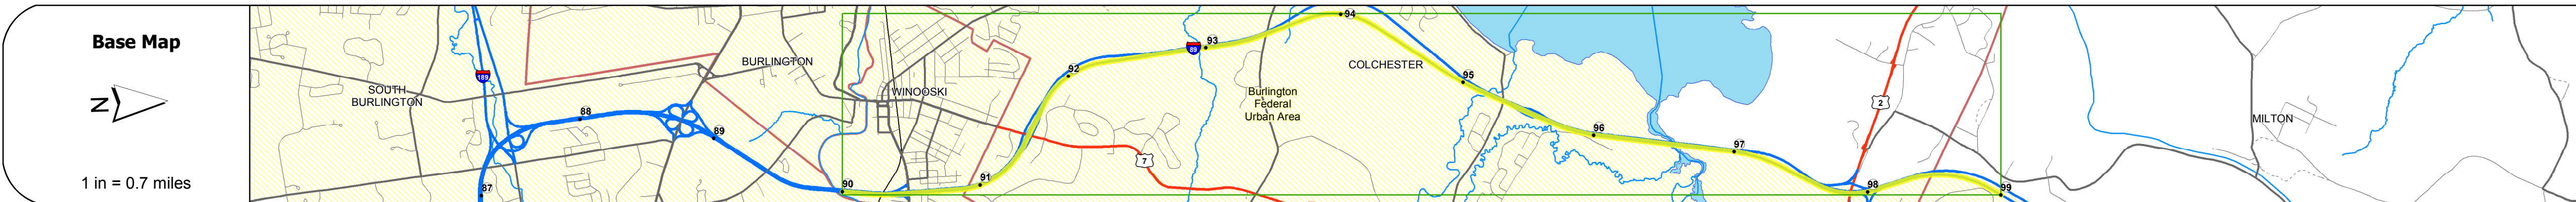 Base Map
N
1 in = 0.7 miles
SOUTH
BURLINGTON
189
87
88
BURLINGTON
89
90
WINOOSKI
91
92
7
89
93
Burlington
Federal
Urban Area
94
COLCHESTER
95
96
97
2
98
99
MILTON